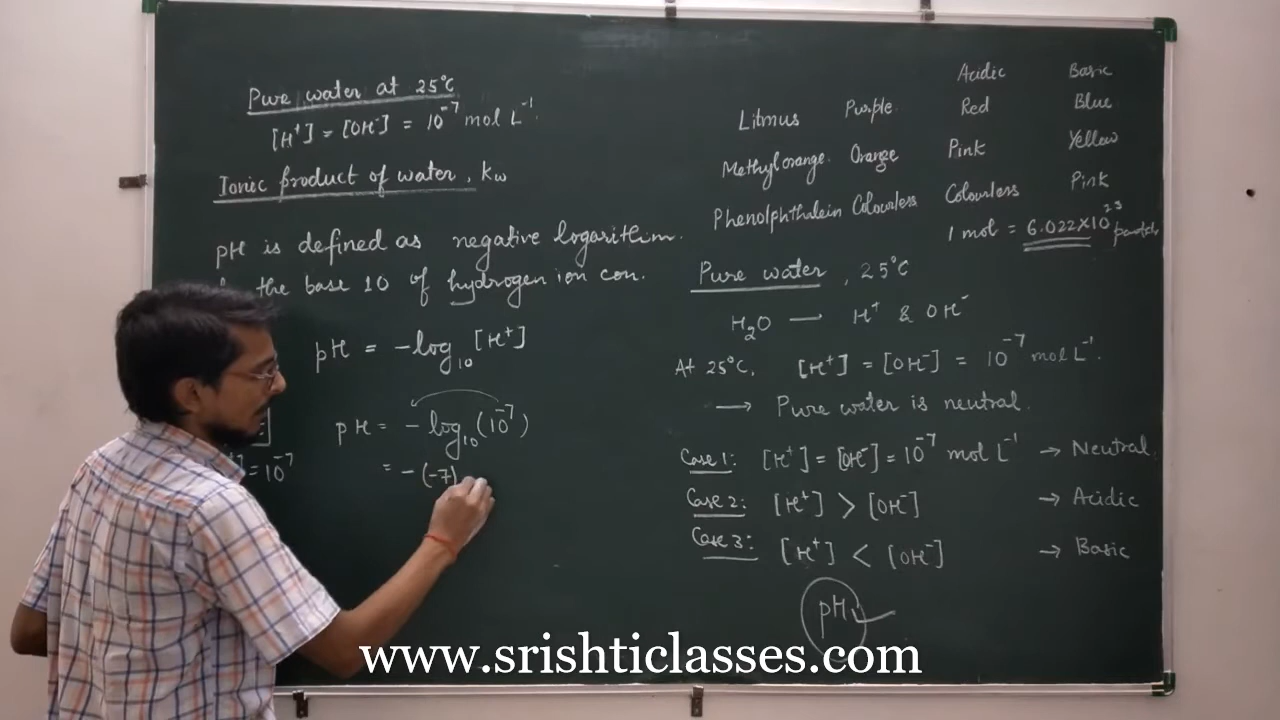 Pure water at 25°C
[H⁺] = [OH⁻] = 10⁻⁷ mol L⁻¹.
Ionic product of water, Kw
pH is defined as negative logarithim.
the base 10 of hydrogen ion con.
pH = -log₁₀ [H⁺]
pH = -log₁₀ (10⁻⁷)
= 10⁻⁷
= -(-7)
Acidic Basic
Litmus Purple. Red Blue
Methyl orange. Orange Pink Yellow
Phenolphthalein Colourless Colourless Pink
1 mol = 6.022×10²³
Pure water, 25°C
H₂O → H⁺ & OH⁻
At 25°C, [H⁺] = [OH⁻] = 10⁻⁷ mol L⁻¹.
→ Pure water is neutral.
Case 1: [H⁺] = [OH⁻] = 10⁻⁷ mol L⁻¹ → Neutral.
Case 2: [H⁺] > [OH⁻] → Acidic
Case 3: [H⁺] < [OH⁻] → Basic
pH
www.srishticlasses.com